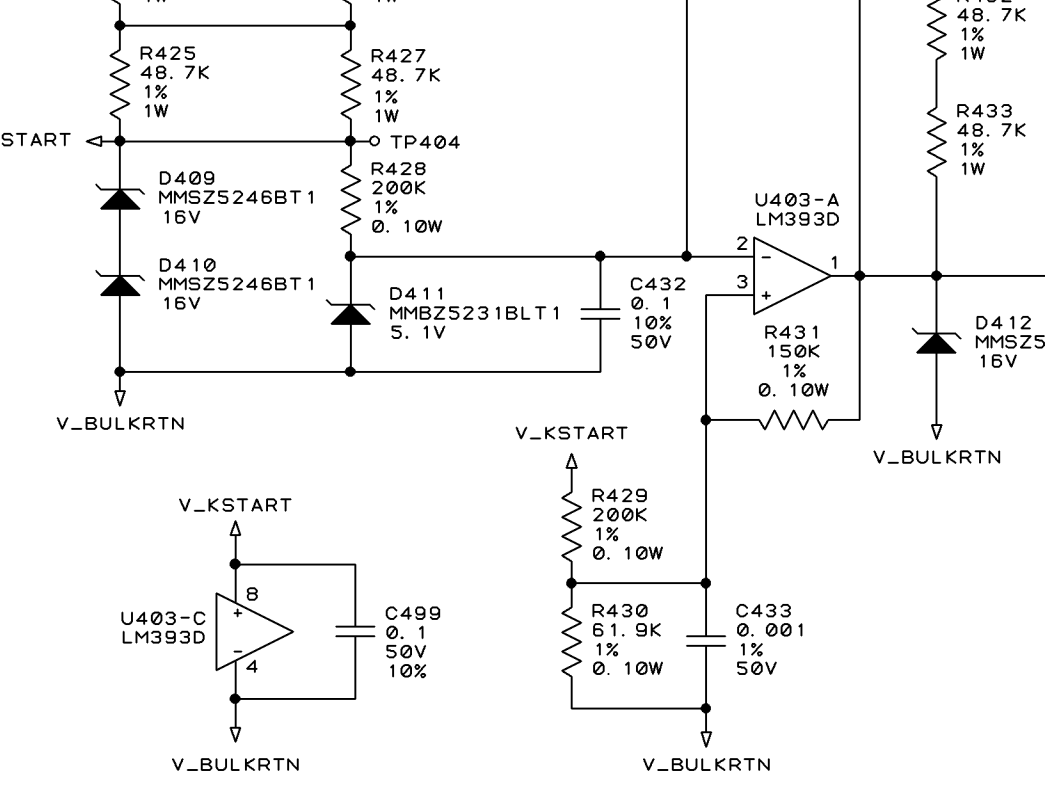 1W
1W
48. 7K
1%
1W
R425
48. 7K
1%
1W
R427
48. 7K
1%
1W
R433
48. 7K
1%
1W
START
TP404
D409
MMSZ5246BT1
16V
R428
200K
1%
0. 10W
U403-A
LM393D
2
-
1
3
+
D410
MMSZ5246BT1
16V
D411
MMBZ5231BLT1
5. 1V
C432
0. 1
10%
50V
R431
150K
1%
0. 10W
D412
MMSZ5
16V
V_BULKRTN
V_KSTART
V_BULKRTN
V_KSTART
R429
200K
1%
0. 10W
8
+
U403-C
LM393D
-
4
C499
0. 1
50V
10%
R430
61. 9K
1%
0. 10W
C433
0. 001
1%
50V
V_BULKRTN
V_BULKRTN